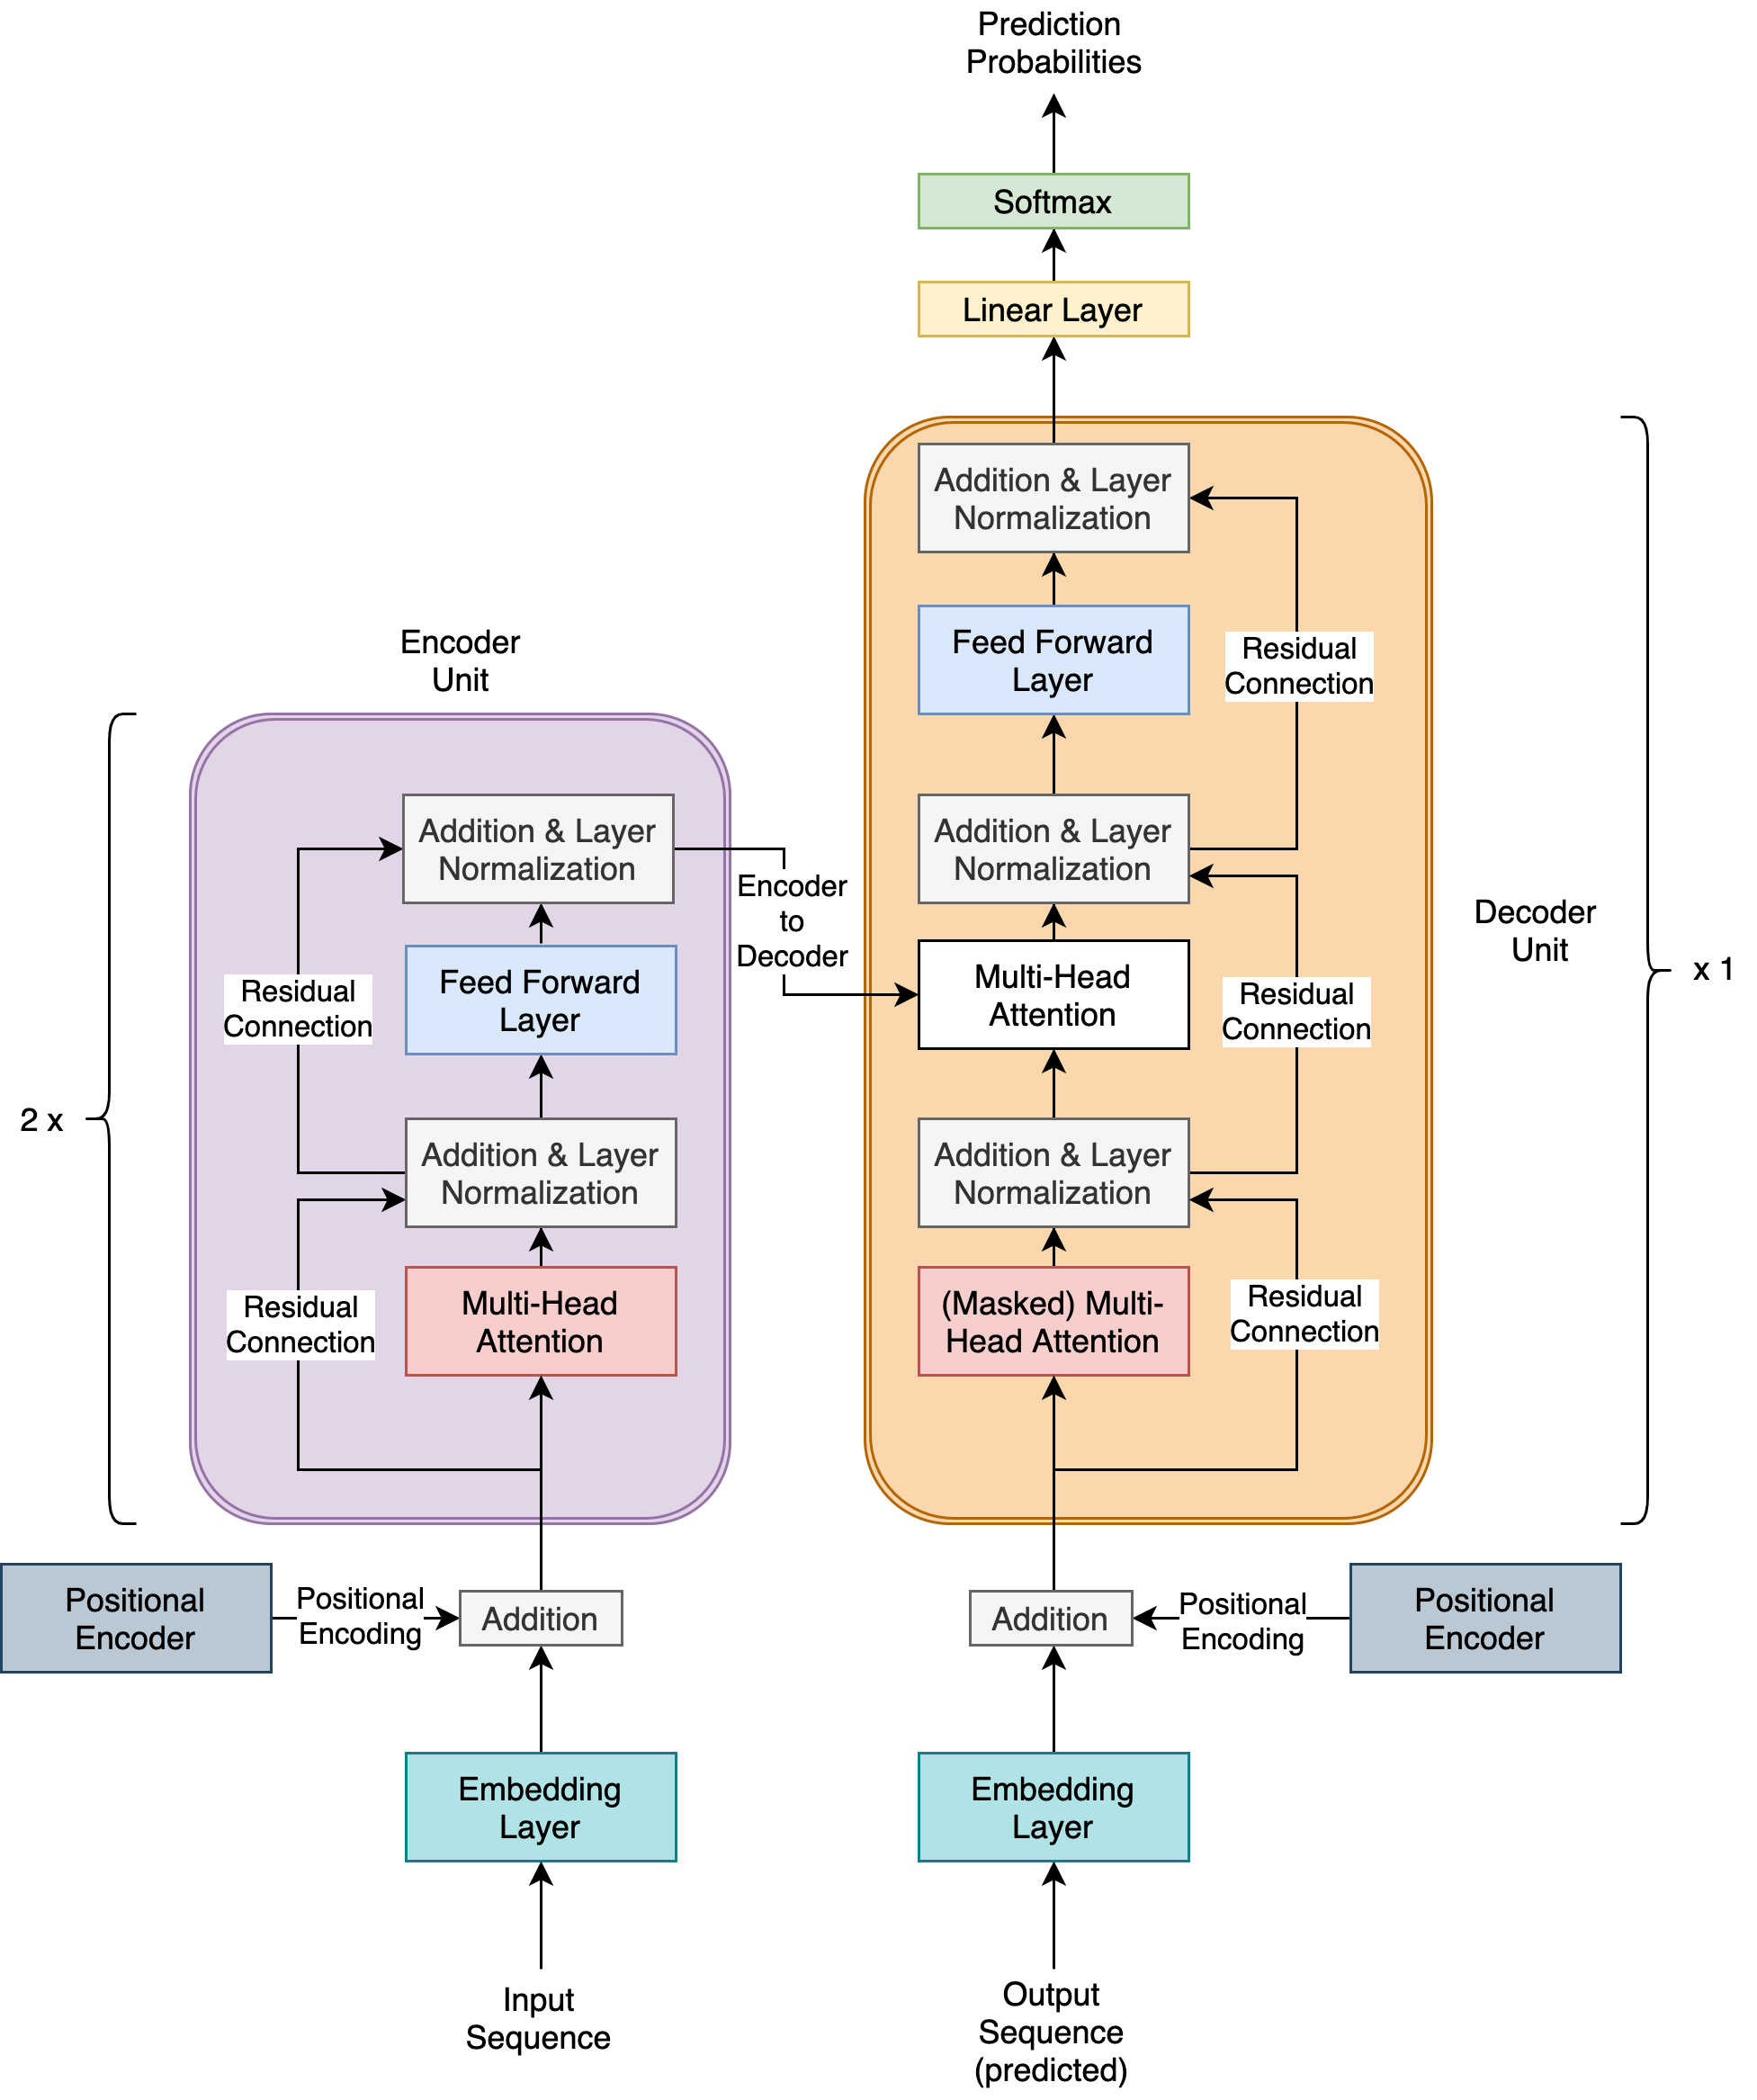 Prediction
Probabilities
Softmax
Linear Layer
Addition & Layer
Normalization
Feed Forward
Layer
Residual
Connection
Addition & Layer
Normalization
Multi-Head
Attention
Residual
Connection
Addition & Layer
Normalization
(Masked) Multi-
Head Attention
Residual
Connection
Decoder
Unit
x 1
Encoder
Unit
2 x
Addition & Layer
Normalization
Encoder
to
Decoder
Feed Forward
Layer
Residual
Connection
Addition & Layer
Normalization
Multi-Head
Attention
Residual
Connection
Positional
Encoder
Positional
Encoding
Addition
Addition
Positional
Encoding
Positional
Encoder
Embedding
Layer
Embedding
Layer
Input
Sequence
Output
Sequence
(predicted)